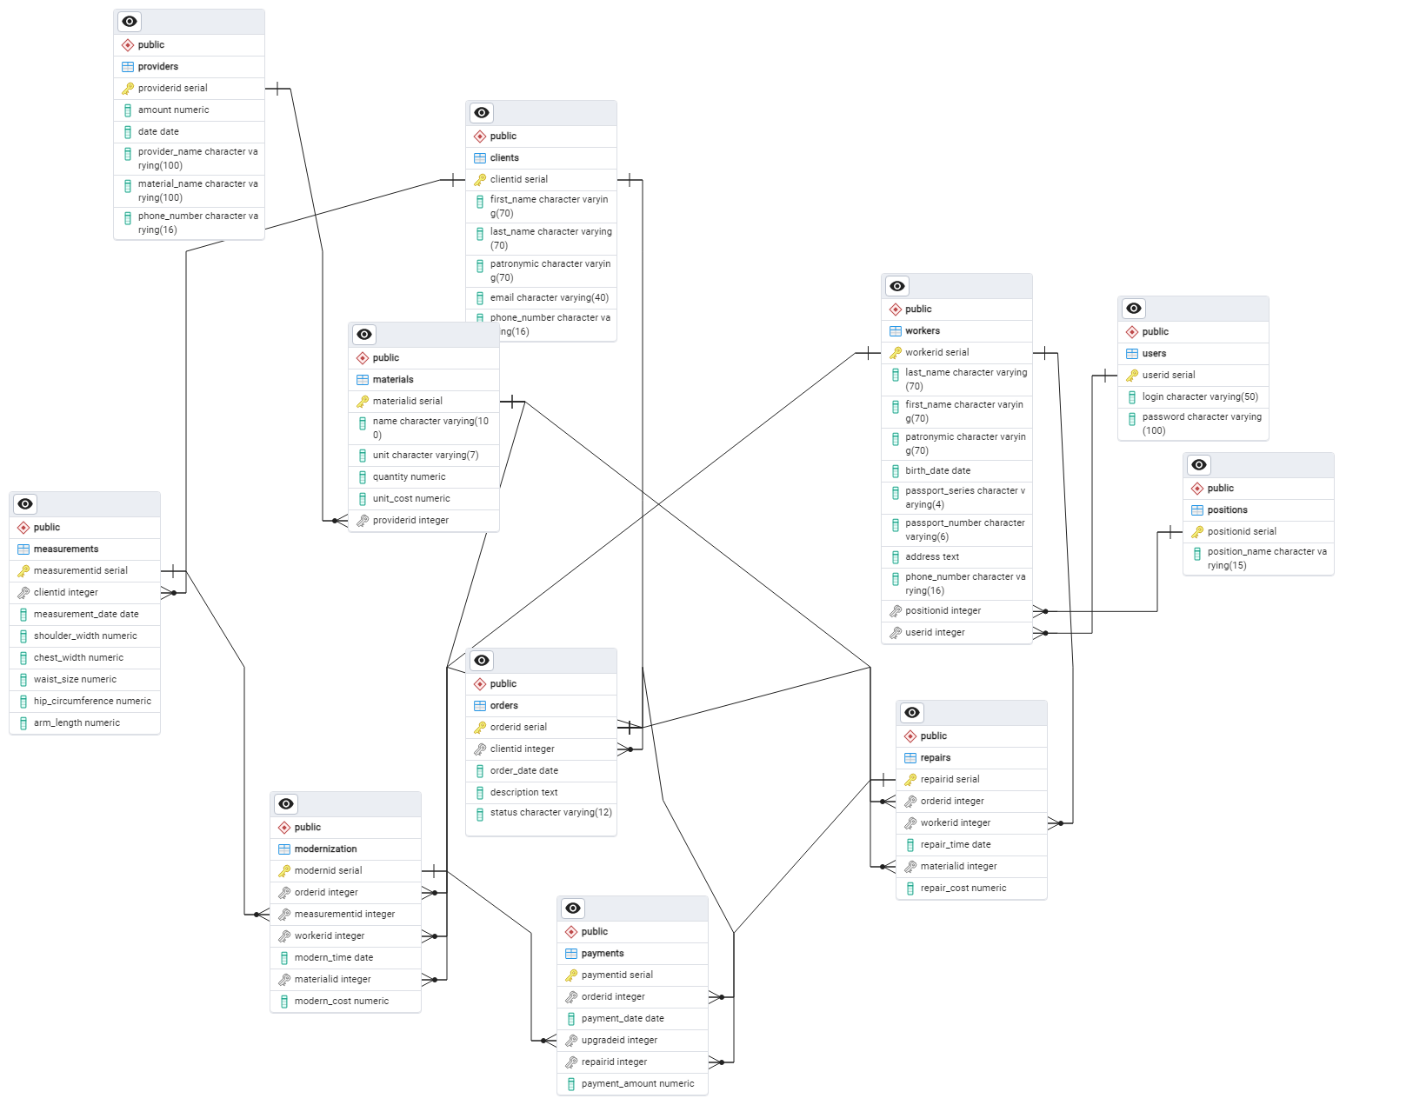 public
providers
providerid serial
amount numeric
date date
provider_name character va
rying(100)
material_name character va
rying(100)
phone_number character va
rying(16)
public
clients
clientid serial
first_name character varyin
g(70)
last_name character varying
(70)
patronymic character varyin
g(70)
email character varying(40)
phone_number character va
ing(16)
public
materials
materialid serial
name character varying(10
0)
unit character varying(7)
quantity numeric
unit_cost numeric
providerid integer
public
workers
workerid serial
last_name character varying
(70)
first_name character varyin
g(70)
patronymic character varyin
g(70)
birth_date date
passport_series character v
arying(4)
passport_number character
varying(6)
address text
phone_number character va
rying(16)
positionid integer
userid integer
public
users
userid serial
login character varying(50)
password character varying
(100)
public
positions
positionid serial
position_name character va
rying(15)
public
measurements
measurementid serial
clientid integer
measurement_date date
shoulder_width numeric
chest_width numeric
waist_size numeric
hip_circumference numeric
arm_length numeric
public
orders
orderid serial
clientid integer
order_date date
description text
status character varying(12)
public
repairs
repairid serial
orderid integer
workerid integer
repair_time date
materialid integer
repair_cost numeric
public
modernization
modernid serial
orderid integer
measurementid integer
workerid integer
modern_time date
materialid integer
modern_cost numeric
public
payments
paymentid serial
orderid integer
payment_date date
upgradeid integer
repairid integer
payment_amount numeric